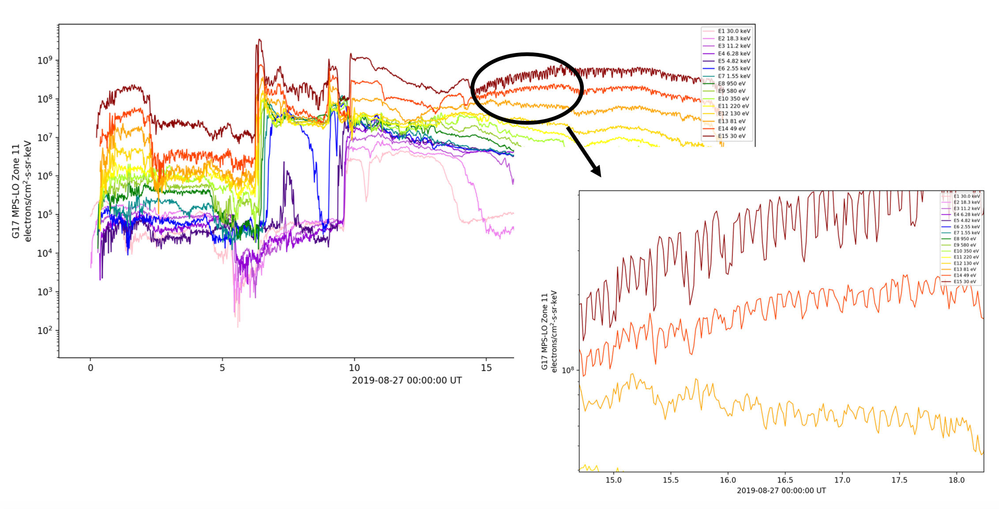 G17 MPS-LO Zone 11
electrons/cm²-s-sr-keV
10⁹
10⁸
10⁷
10⁶
10⁵
10⁴
10³
10²
0 5 10 15
2019-08-27 00:00:00 UT
E1 30.0 keV
E2 18.3 keV
E3 11.2 keV
E4 6.28 keV
E5 4.82 keV
E6 2.55 keV
E7 1.55 keV
E8 950 eV
E9 580 eV
E10 350 eV
E11 220 eV
E12 130 eV
E13 81 eV
E14 49 eV
E15 30 eV
G17 MPS-LO Zone 11
electrons/cm²-s-sr-keV
10⁸
15.0 15.5 16.0 16.5 17.0 17.5 18.0
2019-08-27 00:00:00 UT
E1 30.0 keV
E2 18.3 keV
E3 11.2 keV
E4 6.28 keV
E5 4.82 keV
E6 2.55 keV
E7 1.55 keV
E8 950 eV
E9 580 eV
E10 350 eV
E11 220 eV
E12 130 eV
E13 81 eV
E14 49 eV
E15 30 eV